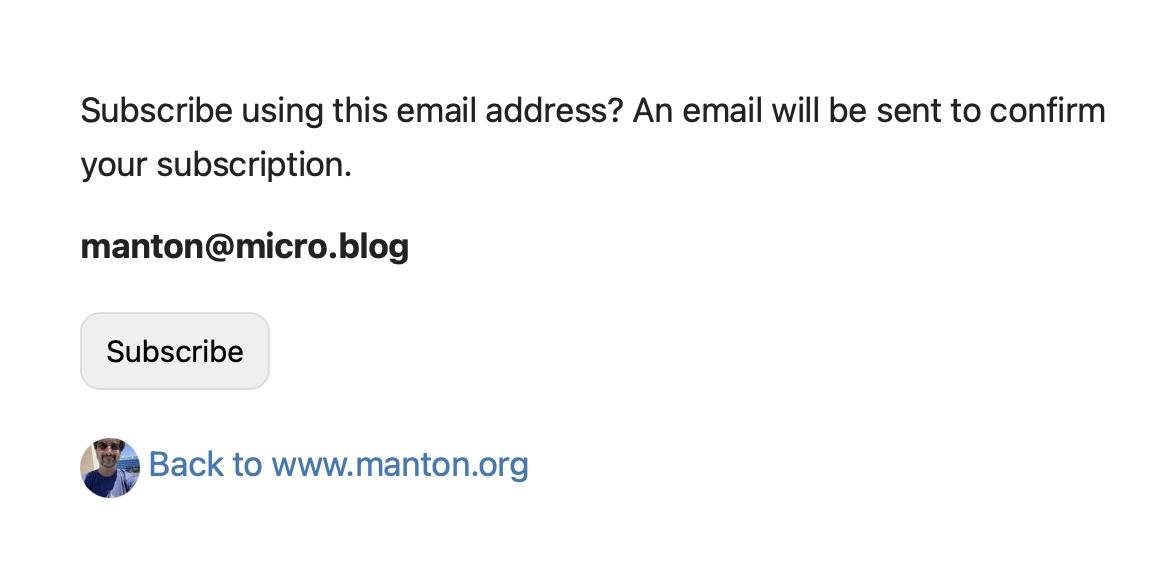 Subscribe using this email address? An email will be sent to confirm
your subscription.
manton@micro.blog
Subscribe
Back to www.manton.org